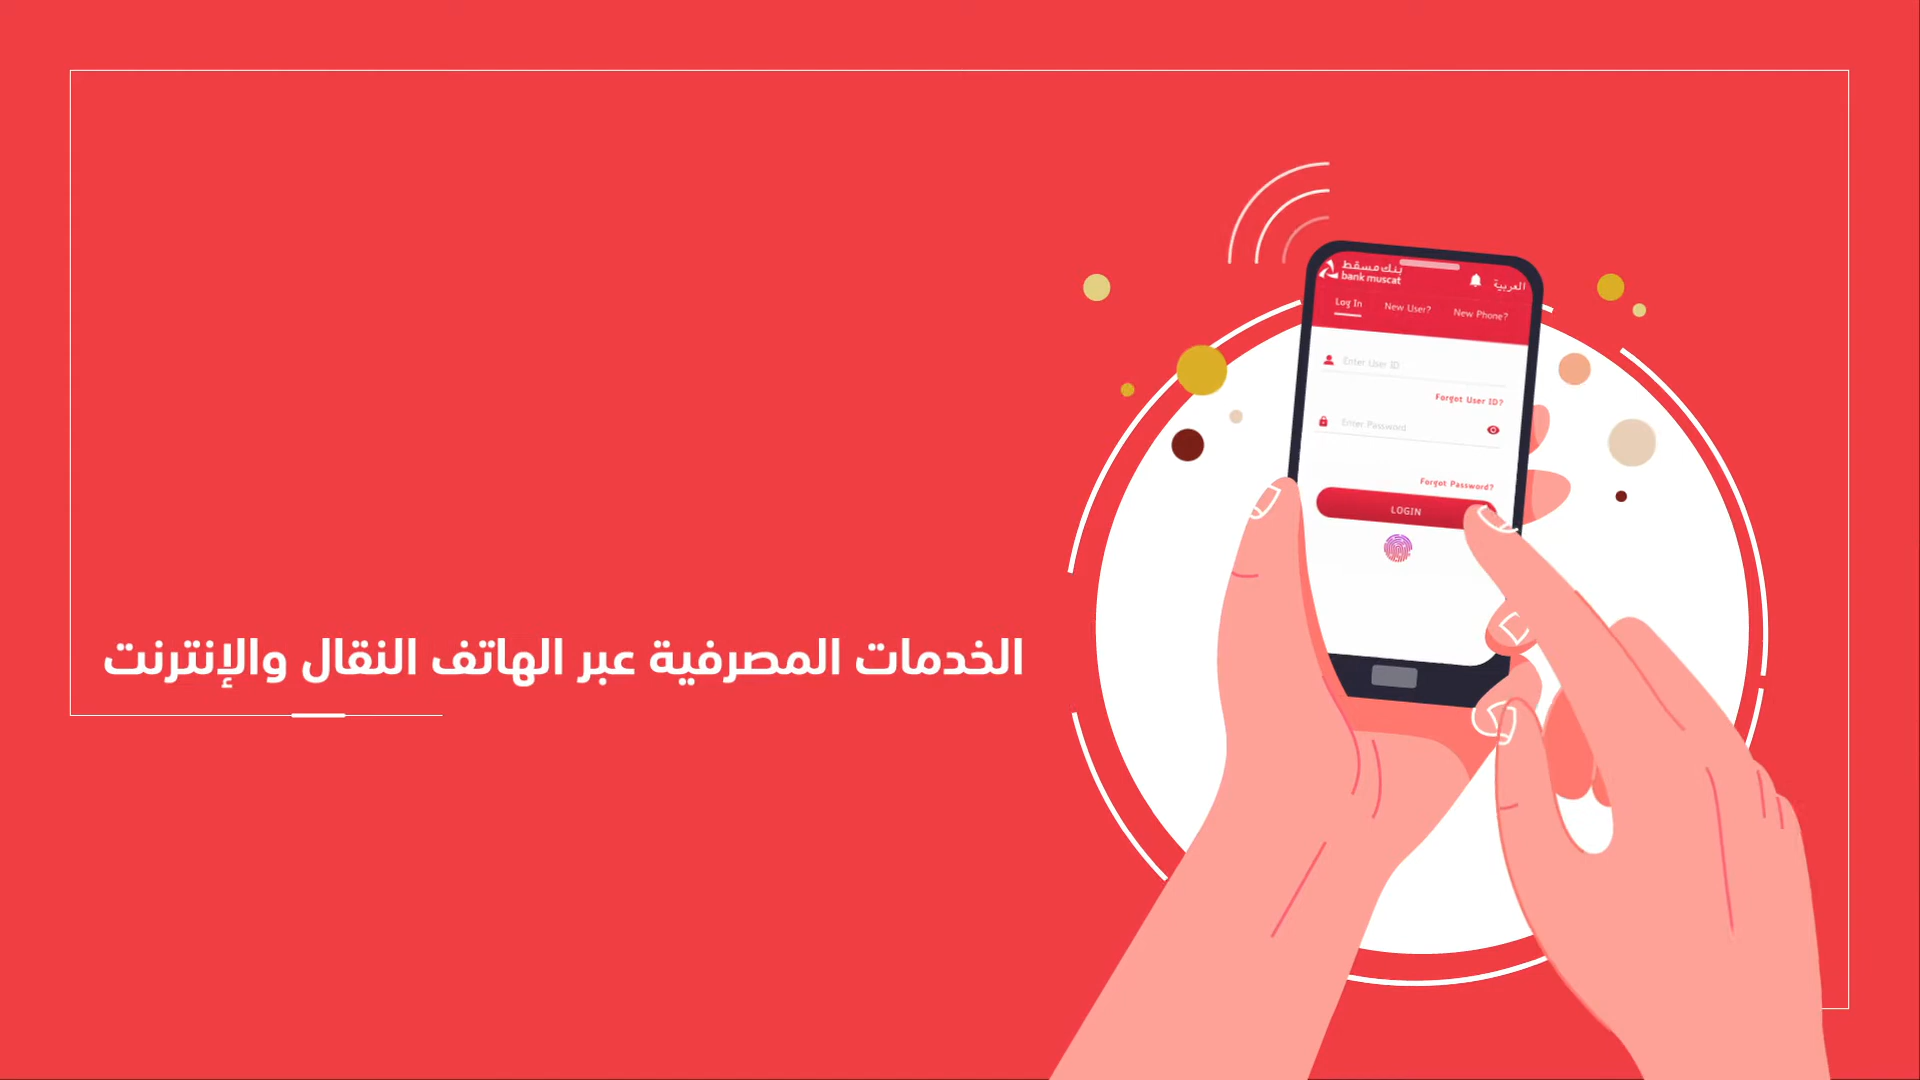 بنك مسقط
bank muscat
العربية
Log In
New User?
New Phone?
Enter User ID
Forgot User ID?
Enter Password
Forgot Password?
LOGIN
الخدمات المصرفية عبر الهاتف النقال والإنترنت